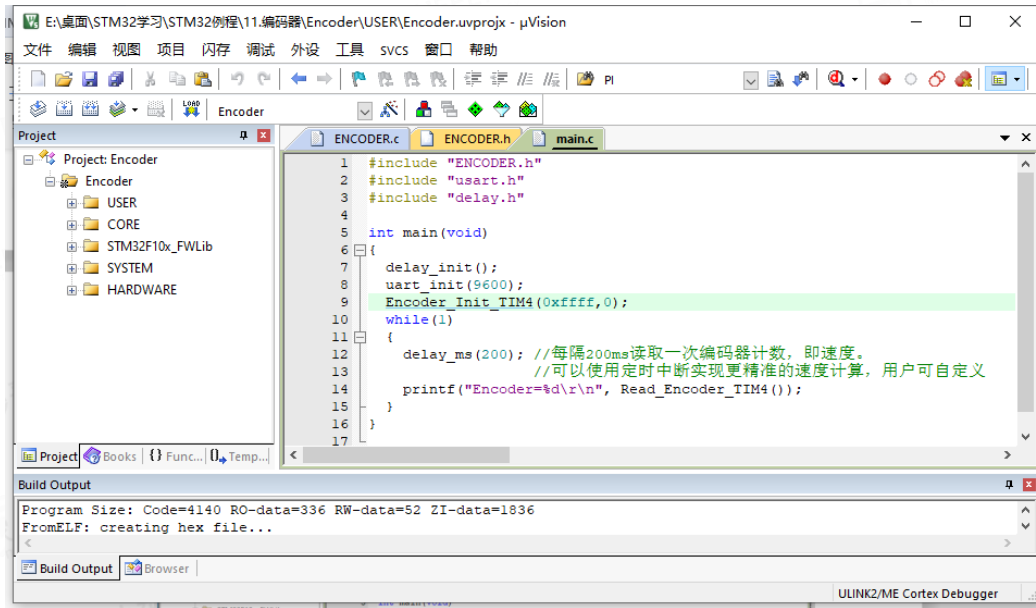 E:\桌面\STM32学习\STM32例程\11.编码器\Encoder\USER\Encoder.uvprojx - µVision
文件 编辑 视图 项目 闪存 调试 外设 工具 SVCS 窗口 帮助
PI
LOAD Encoder
Project
Project: Encoder
Encoder
USER
CORE
STM32F10x_FWLib
SYSTEM
HARDWARE
Project Books {} Func... Temp...
ENCODER.c ENCODER.h main.c
1 #include "ENCODER.h"
2 #include "usart.h"
3 #include "delay.h"
4
5 int main(void)
6 {
7 delay_init();
8 uart_init(9600);
9 Encoder_Init_TIM4(0xffff,0);
10 while(1)
11 {
12 delay_ms(200); //每隔200ms读取一次编码器计数，即速度。
13 //可以使用定时中断实现更精准的速度计算，用户可自定义
14 printf("Encoder=%d\r\n", Read_Encoder_TIM4());
15 }
16 }
17
Build Output
Program Size: Code=4140 RO-data=336 RW-data=52 ZI-data=1836
FromELF: creating hex file...
Build Output Browser
ULINK2/ME Cortex Debugger